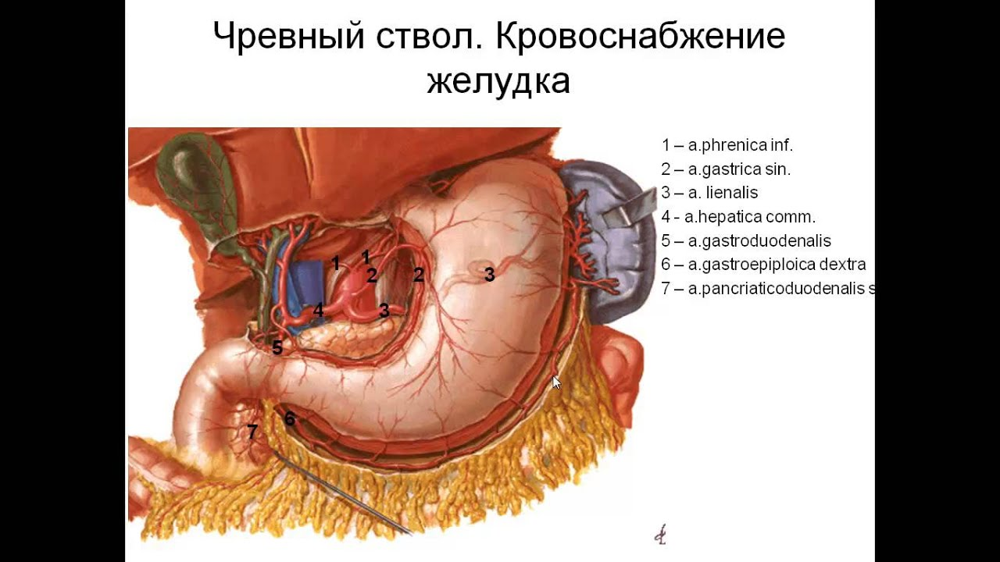 Чревный ствол. Кровоснабжение
желудка
1 – a.phrenica inf.
2 – a.gastrica sin.
3 – a. lienalis
4 - a.hepatica comm.
5 – a.gastroduodenalis
6 – a.gastroepiploica dextra
7 – a.pancriaticoduodenalis s
1
1
2
2
3
4
3
5
6
7